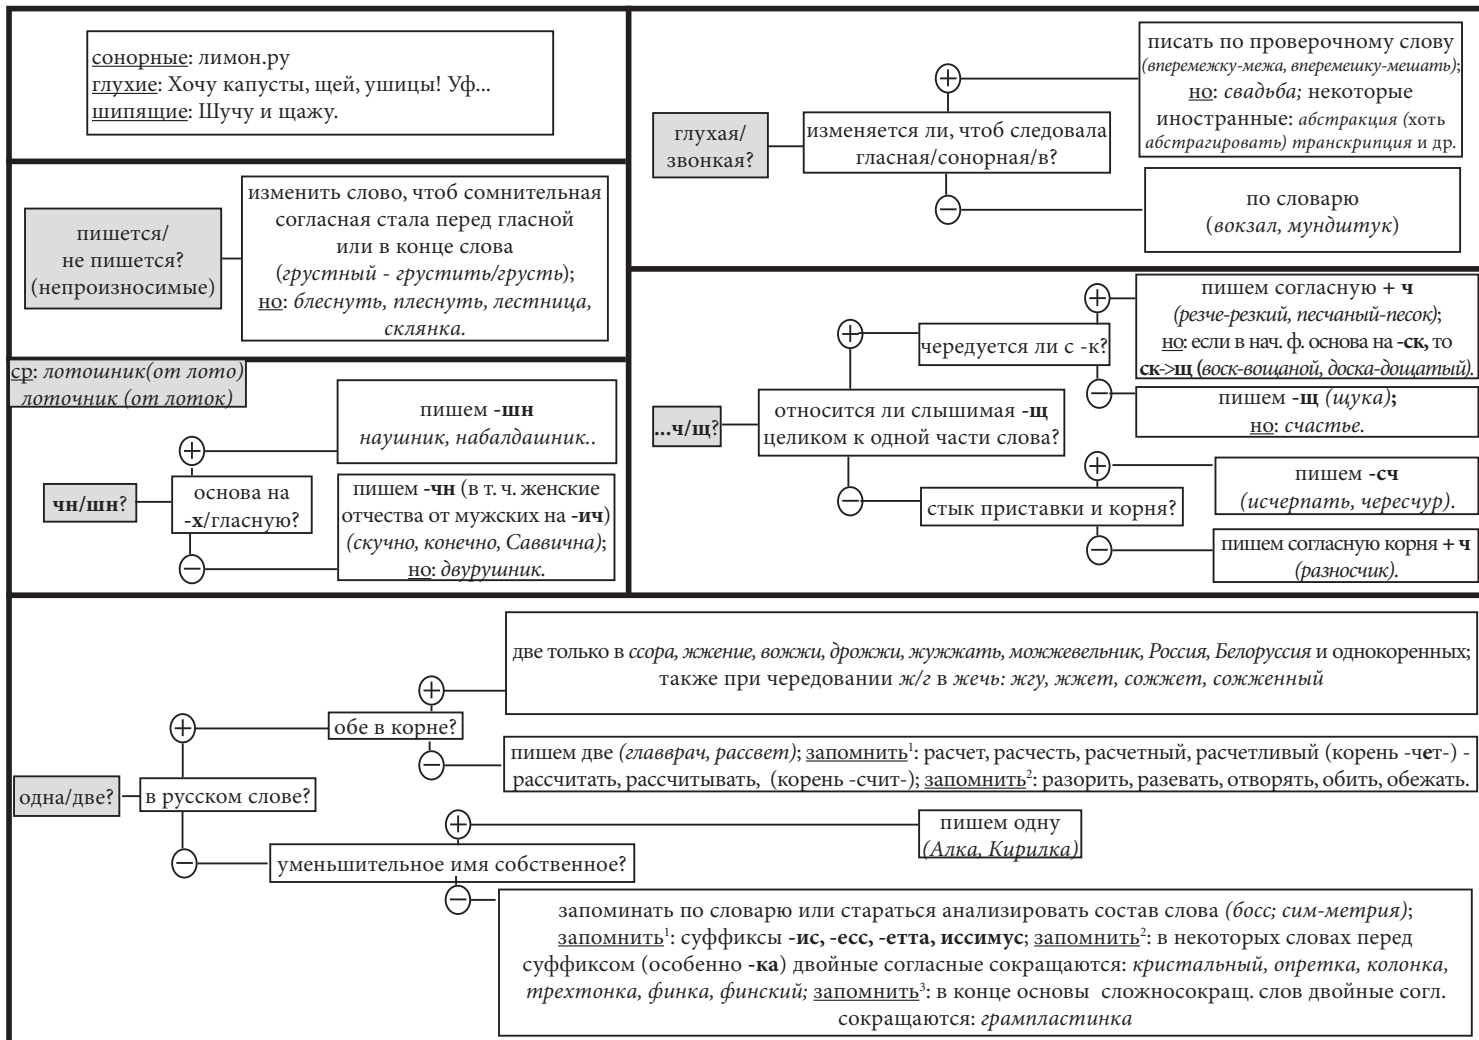 сонорные: лимон.ру
глухие: Хочу капусты, щей, ушицы! Уф...
шипящие: Шучу и щажу.
глухая/
звонкая?
изменяется ли, чтоб следовала
гласная/сонорная/в?
+
писать по проверочному слову
(вперемежку-межа, вперемешку-мешать);
но: свадьба; некоторые
иностранные: абстракция (хоть
абстрагировать) транскрипция и др.
−
по словарю
(вокзал, мундштук)
пишется/
не пишется?
(непроизносимые)
изменить слово, чтоб сомнительная
согласная стала перед гласной
или в конце слова
(грустный - грустить/грусть);
но: блеснуть, плеснуть, лестница,
склянка.
ср: лотошник(от лото)
лоточник (от лоток)
чн/шн?
основа на
-х/гласную?
+
пишем -шн
наушник, набалдашник..
−
пишем -чн (в т. ч. женские
отчества от мужских на -ич)
(скучно, конечно, Саввична);
но: двурушник.
...ч/щ?
относится ли слышимая -щ
целиком к одной части слова?
+
чередуется ли с -к?
+
пишем согласную + ч
(резче-резкий, песчаный-песок);
но: если в нач. ф. основа на -ск, то
ск->щ (воск-вощаной, доска-дощатый).
−
пишем -щ (щука);
но: счастье.
−
стык приставки и корня?
+
пишем -сч
(исчерпать, чересчур).
−
пишем согласную корня + ч
(разносчик).
одна/две?
в русском слове?
+
обе в корне?
+
две только в ссора, жжение, вожжи, дрожжи, жужжать, можжевельник, Россия, Белоруссия и однокоренных;
также при чередовании ж/г в жечь: жгу, жжет, сожжет, сожженный
−
пишем две (главврач, рассвет); запомнить¹: расчет, расчесть, расчетный, расчетливый (корень -чет-) -
рассчитать, рассчитывать, (корень -счит-); запомнить²: разорить, разевать, отворять, обить, обежать.
−
уменьшительное имя собственное?
+
пишем одну
(Алка, Кирилка)
−
запоминать по словарю или стараться анализировать состав слова (босс; сим-метрия);
запомнить¹: суффиксы -ис, -есс, -етта, иссимус; запомнить²: в некоторых словах перед
суффиксом (особенно -ка) двойные согласные сокращаются: кристальный, опретка, колонка,
трехтонка, финка, финский; запомнить³: в конце основы сложносокращ. слов двойные согл.
сокращаются: грампластинка